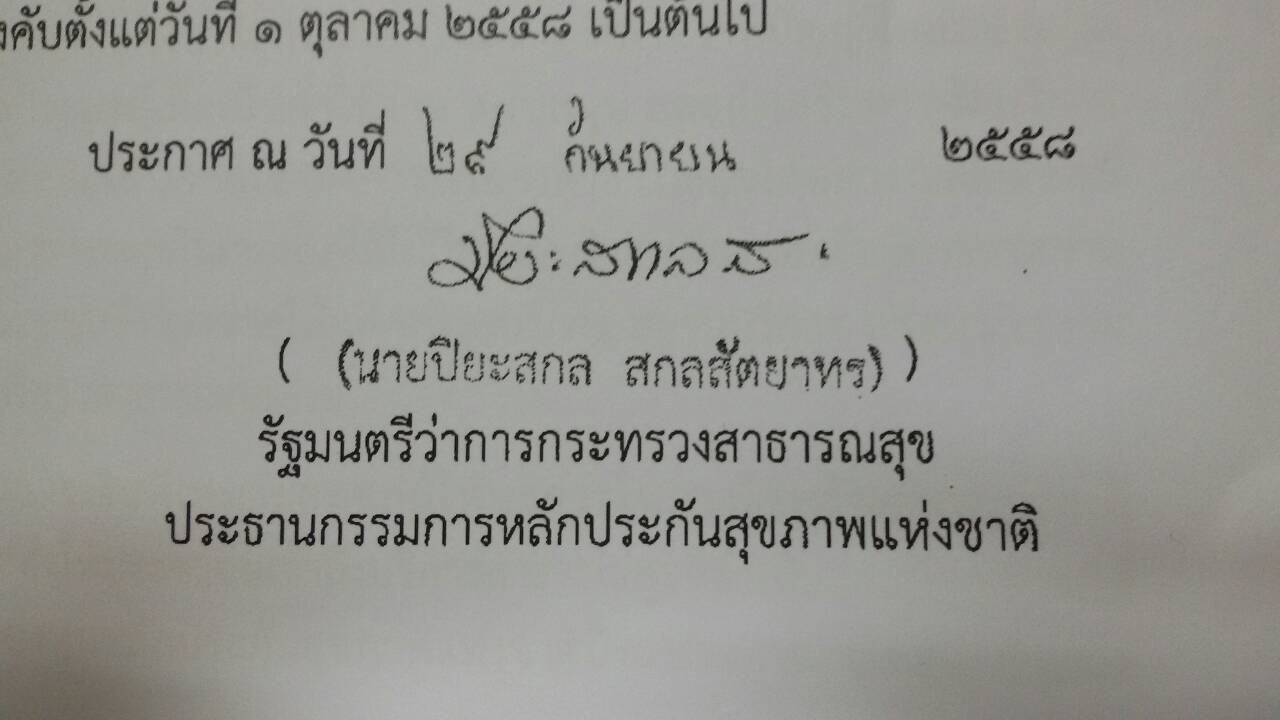 งคับตั้งแต่วันที่ ๑ ตุลาคม ๒๕๕๘ เป็นต้นไป
ประกาศ ณ วันที่ ๒๙ กันยายน ๒๕๕๘
( (นายปิยะสกล สกลสัตยาทร) )
รัฐมนตรีว่าการกระทรวงสาธารณสุข
ประธานกรรมการหลักประกันสุขภาพแห่งชาติ